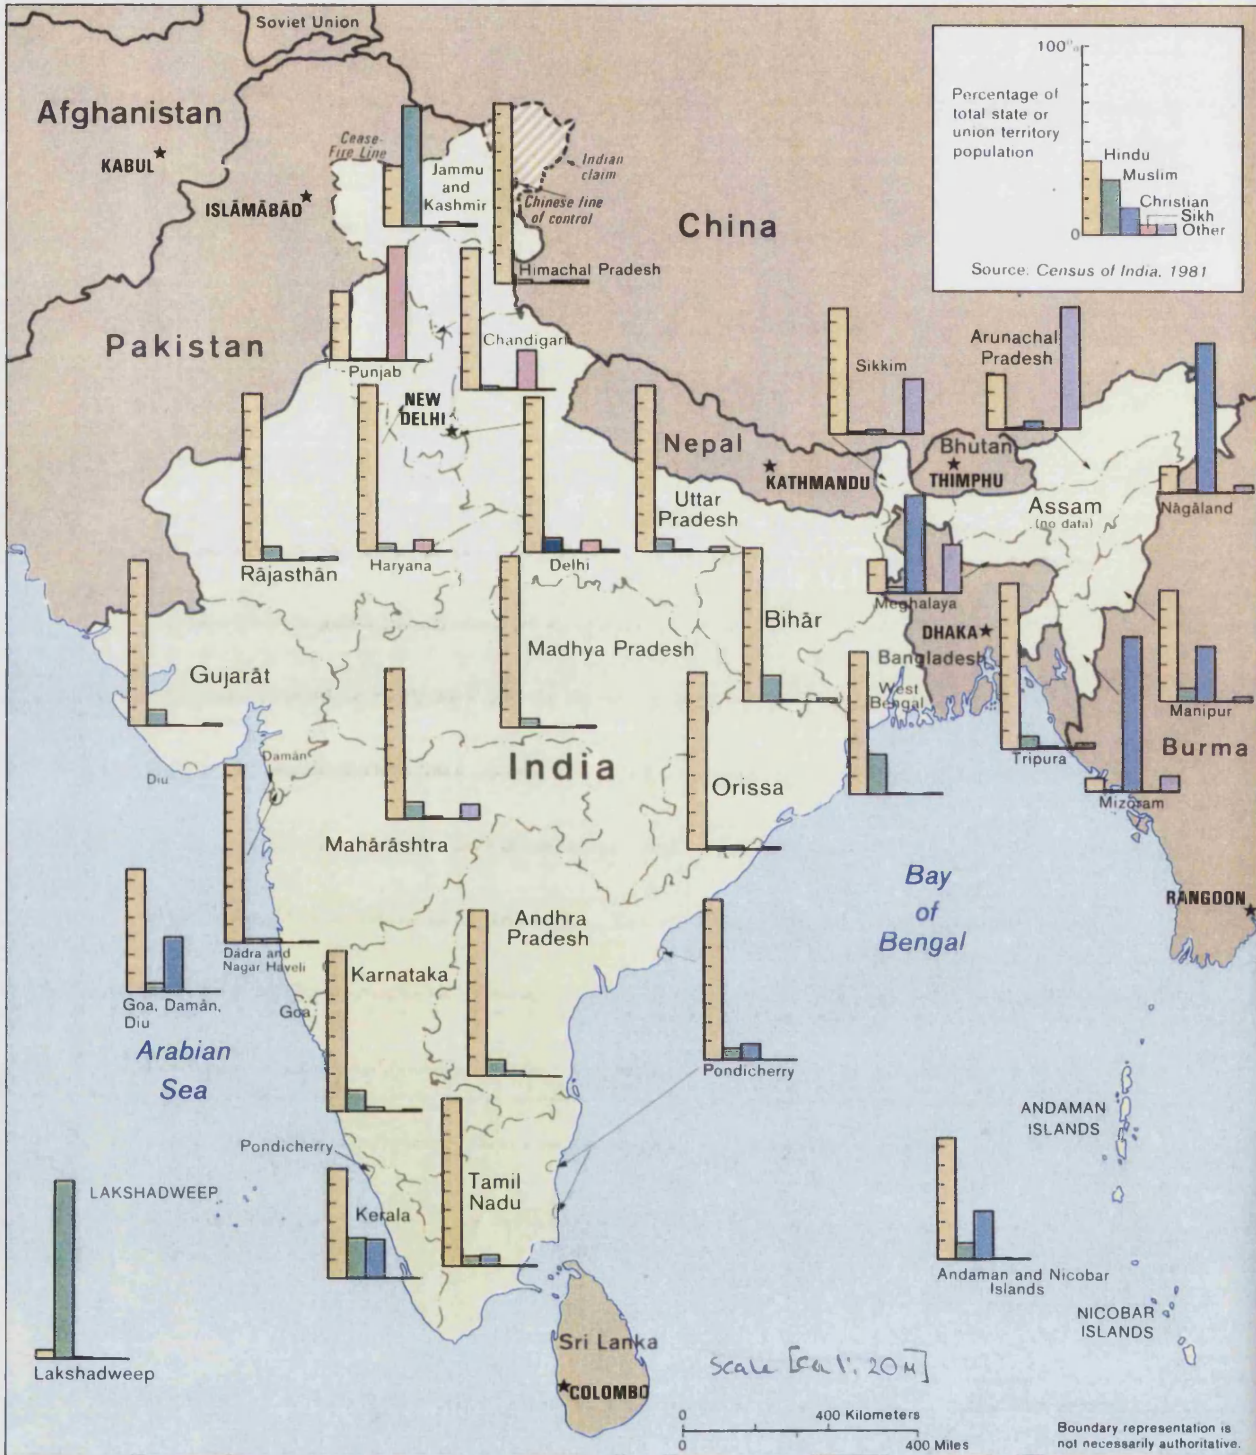 Soviet Union
Afghanistan
KABUL
ISLĀMĀBĀD
Cease-
Fire Line
Jammu
and
Kashmir
Indian
claim
Chinese line
of control
China
100%
Percentage of
total state or
union territory
population
Hindu
Muslim
Christian
Sikh
Other
0
Source: Census of India, 1981
Himachal Pradesh
Pakistan
Punjab
Chandigarh
NEW
DELHI
Nepal
KATHMANDU
Sikkim
Arunachal
Pradesh
Bhutan
THIMPHU
Assam
(no data)
Nāgāland
Uttar
Pradesh
Rājasthān
Haryana
Delhi
Meghalaya
Bihār
DHAKA
Bangladesh
West
Bengal
Madhya Pradesh
Gujarāt
Manipur
Tripura
Burma
Mizoram
India
Orissa
Damān
Diu
Mahārāshtra
Bay
of
Bengal
RANGOON
Dādra and
Nagar Haveli
Andhra
Pradesh
Karnataka
Goa
Goa, Damān,
Diu
Arabian
Sea
Pondicherry
ANDAMAN
ISLANDS
Pondicherry
Tamil
Nadu
LAKSHADWEEP
Kerala
Andaman and Nicobar
Islands
NICOBAR
ISLANDS
Lakshadweep
Sri Lanka
COLOMBO
Scale
0 400 Kilometers
0 400 Miles
Boundary representation is
not necessarily authoritative.